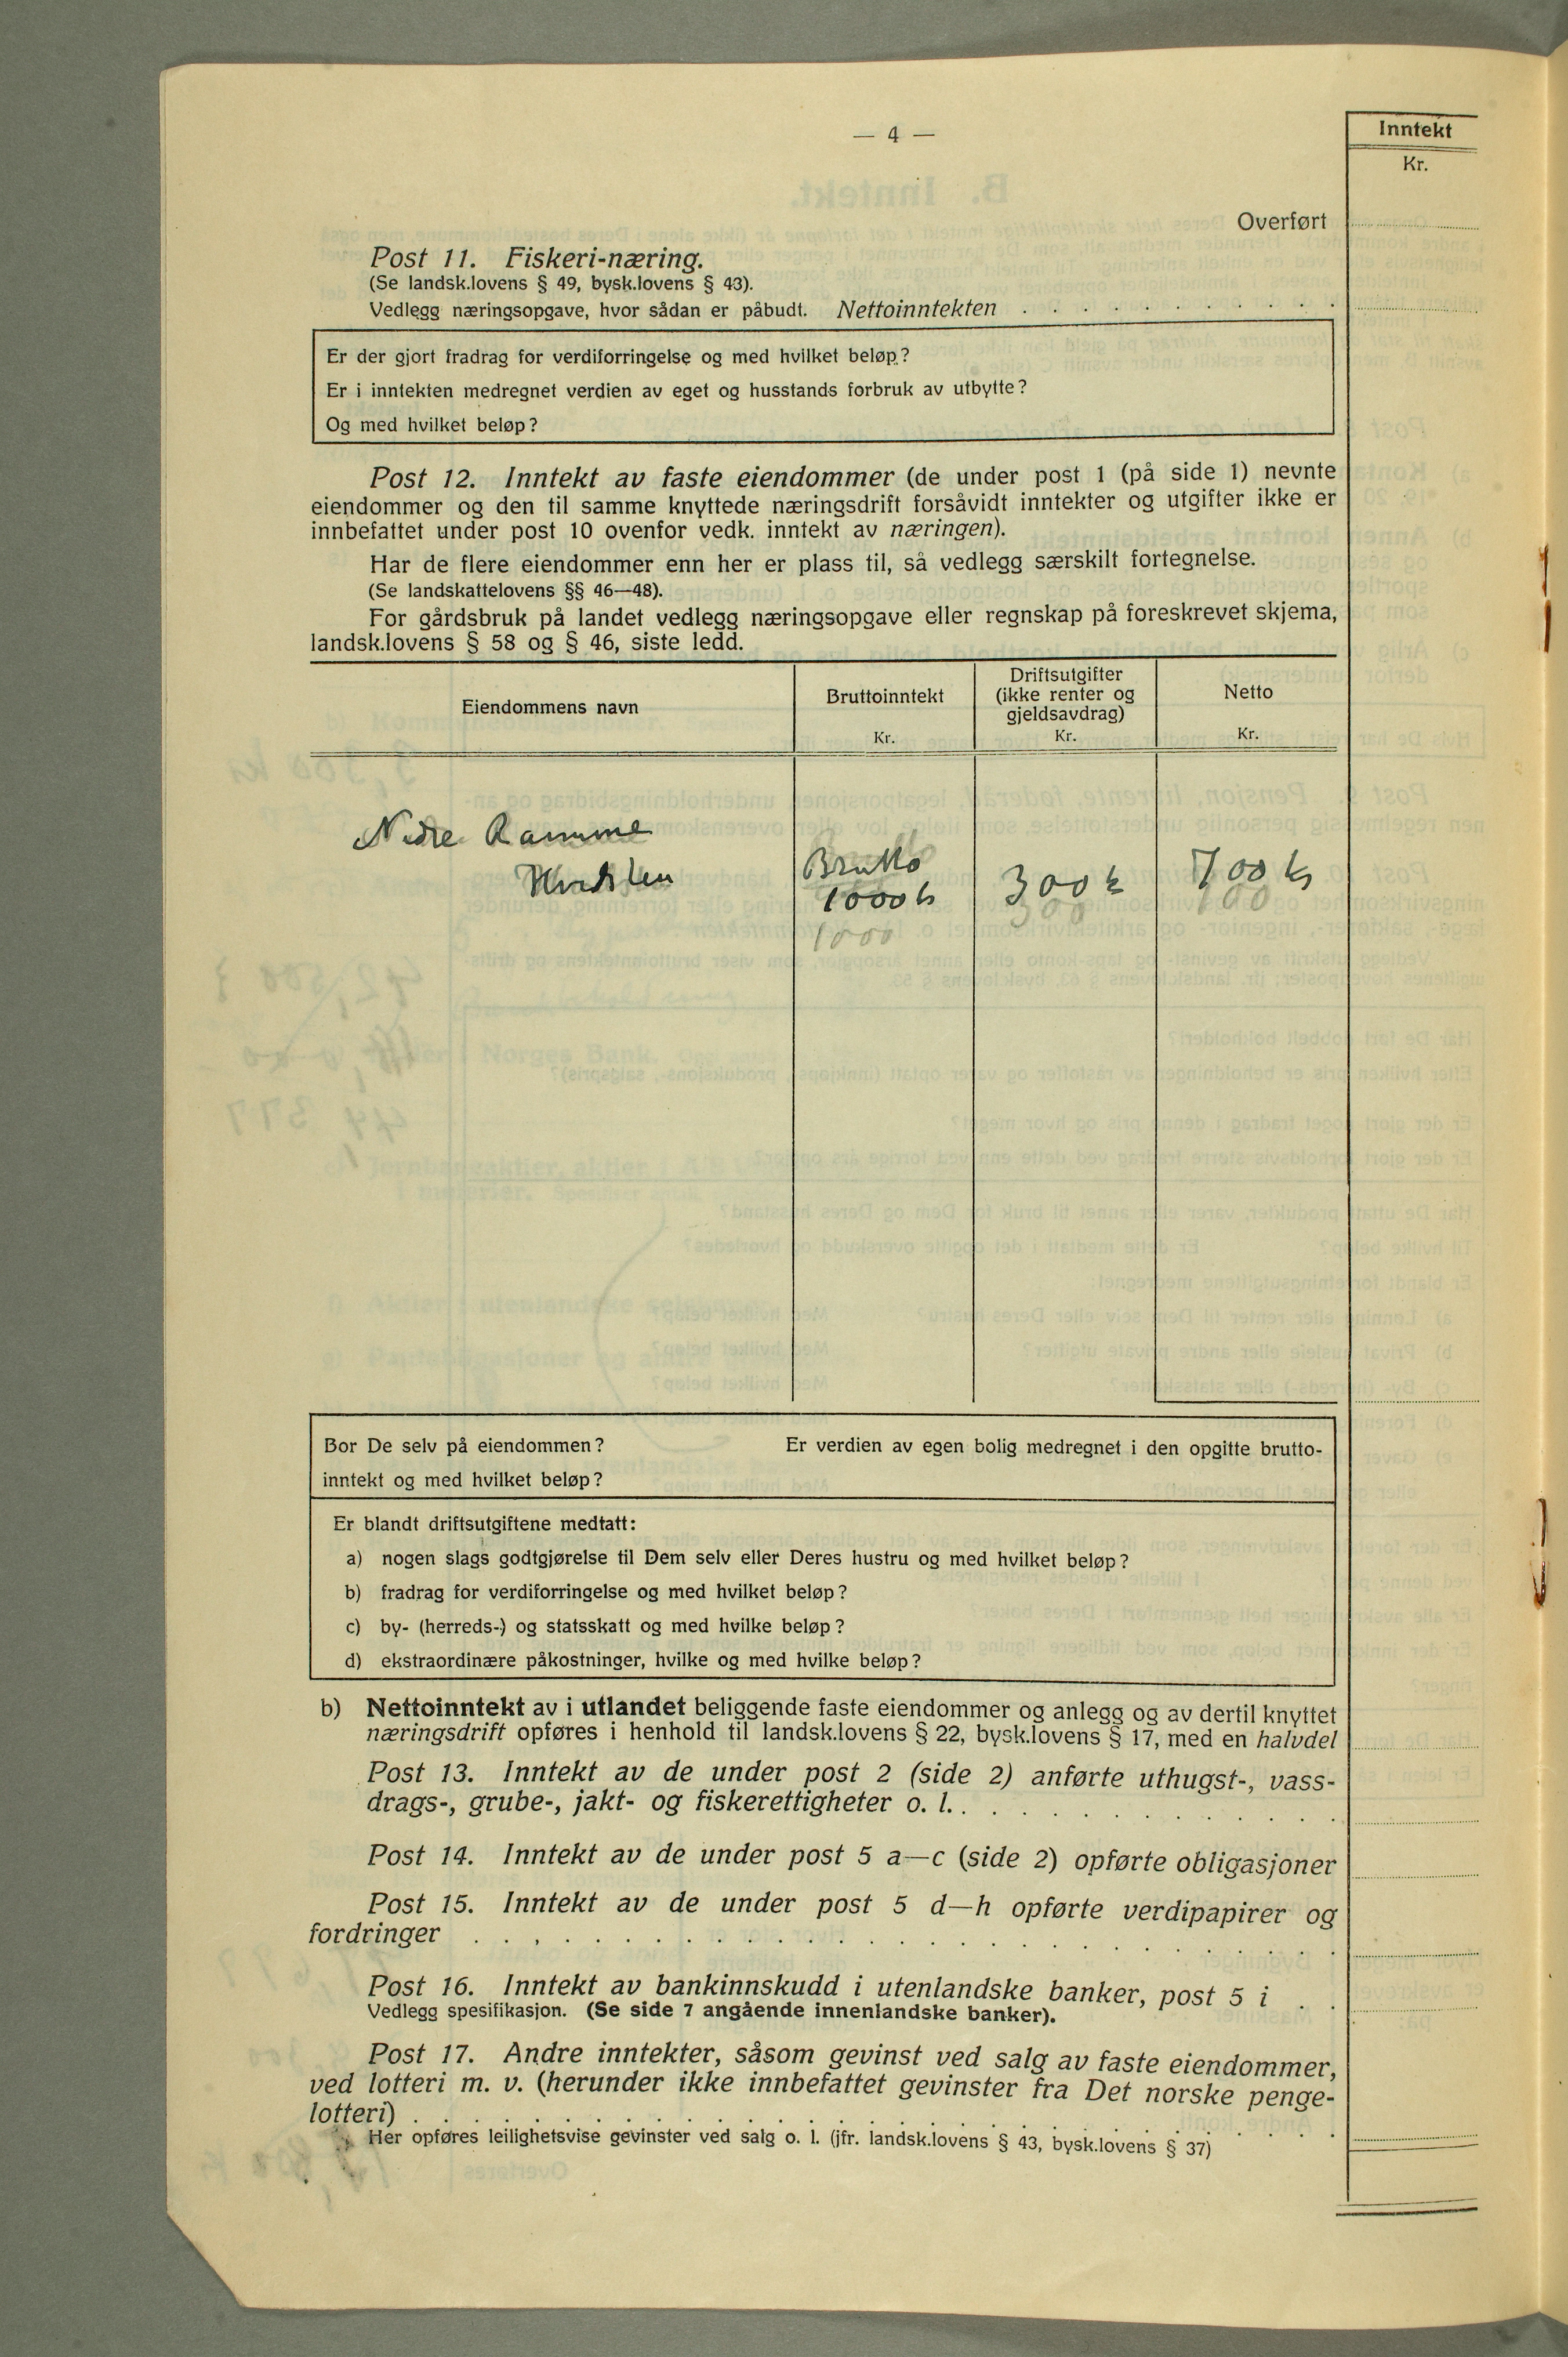 — 4 —
Inntekt
Kr.
Overført
Post 11. Fiskeri-næring.
(Se landsk.lovens § 49, bysk.lovens § 43).
Vedlegg næringsopgave, hvor sådan er påbudt. Nettoinntekten . . . . . . . . . . .
Er der gjort fradrag for verdiforringelse og med hvilket beløp?
Er i inntekten medregnet verdien av eget og husstands forbruk av utbytte?
Og med hvilket beløp?
Post 12. Inntekt av faste eiendommer (de under post 1 (på side 1) nevnte
eiendommer og den til samme knyttede næringsdrift forsåvidt inntekter og utgifter ikke er
innbefattet under post 10 ovenfor vedk. inntekt av næringen).
Har de flere eiendommer enn her er plass til, så vedlegg særskilt fortegnelse.
(Se landskattelovens §§ 46—48).
For gårdsbruk på landet vedlegg næringsopgave eller regnskap på foreskrevet skjema,
landsk.lovens § 58 og § 46, siste ledd.
Eiendommens navn
Bruttoinntekt
Kr.
Driftsutgifter
(ikke renter og
gjeldsavdrag)
Kr.
Netto
Kr.
Nedre Ramme
Hvidsten
Brutto
1000 kr
300 kr
700 kr
1000
300
700
Bor De selv på eiendommen? Er verdien av egen bolig medregnet i den opgitte brutto-
inntekt og med hvilket beløp?
Er blandt driftsutgiftene medtatt:
a) nogen slags godtgjørelse til Dem selv eller Deres hustru og med hvilket beløp?
b) fradrag for verdiforringelse og med hvilket beløp?
c) by- (herreds-) og statsskatt og med hvilke beløp?
d) ekstraordinære påkostninger, hvilke og med hvilke beløp?
b) Nettoinntekt av i utlandet beliggende faste eiendommer og anlegg og av dertil knyttet
næringsdrift opføres i henhold til landsk.lovens § 22, bysk.lovens § 17, med en halvdel
Post 13. Inntekt av de under post 2 (side 2) anførte uthugst-, vass-
drags-, grube-, jakt- og fiskerettigheter o. l. . . . . . . . . . . . . .
Post 14. Inntekt av de under post 5 a—c (side 2) opførte obligasjoner
Post 15. Inntekt av de under post 5 d—h opførte verdipapirer og
fordringer . . . . . . . . . . . . . . . . . . . . . . . . . . . . .
Post 16. Inntekt av bankinnskudd i utenlandske banker, post 5 i . .
Vedlegg spesifikasjon. (Se side 7 angående innenlandske banker).
Post 17. Andre inntekter, såsom gevinst ved salg av faste eiendommer,
ved lotteri m. v. (herunder ikke innbefattet gevinster fra Det norske penge-
lotteri) . . . . . . . . . . . . . . . . . . . . . . . . . . . . . . .
Her opføres leilighetsvise gevinster ved salg o. l. (jfr. landsk.lovens § 43, bysk.lovens § 37)